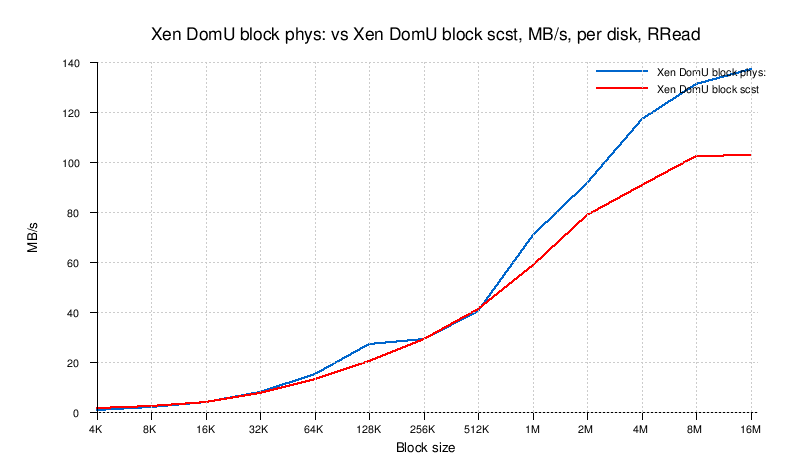 Xen DomU block phys: vs Xen DomU block scst, MB/s, per disk, RRead
140
Xen DomU block phys:
Xen DomU block scst
120
100
80
MB/s
60
40
20
0
4K 8K 16K 32K 64K 128K 256K 512K 1M 2M 4M 8M 16M
Block size